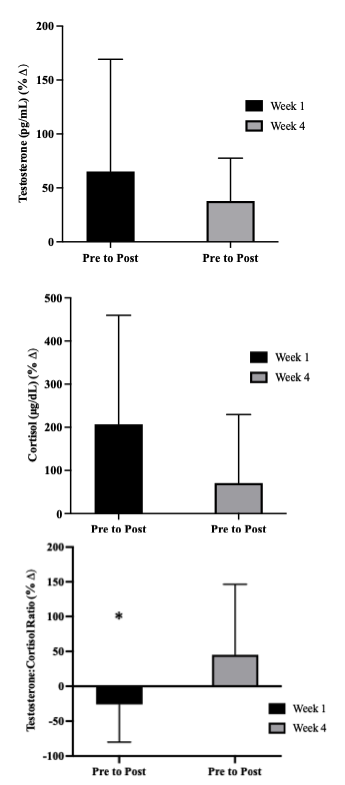 200
150
100
50
0
Testosterone (pg/mL) (% Δ)
Week 1
Week 4
Pre to Post Pre to Post
500
400
300
200
100
0
Cortisol (µg/dL) (% Δ)
Week 1
Week 4
Pre to Post Pre to Post
200
150
100
50
0
-50
-100
Testosterone:Cortisol Ratio (% Δ)
*
Week 1
Week 4
Pre to Post Pre to Post